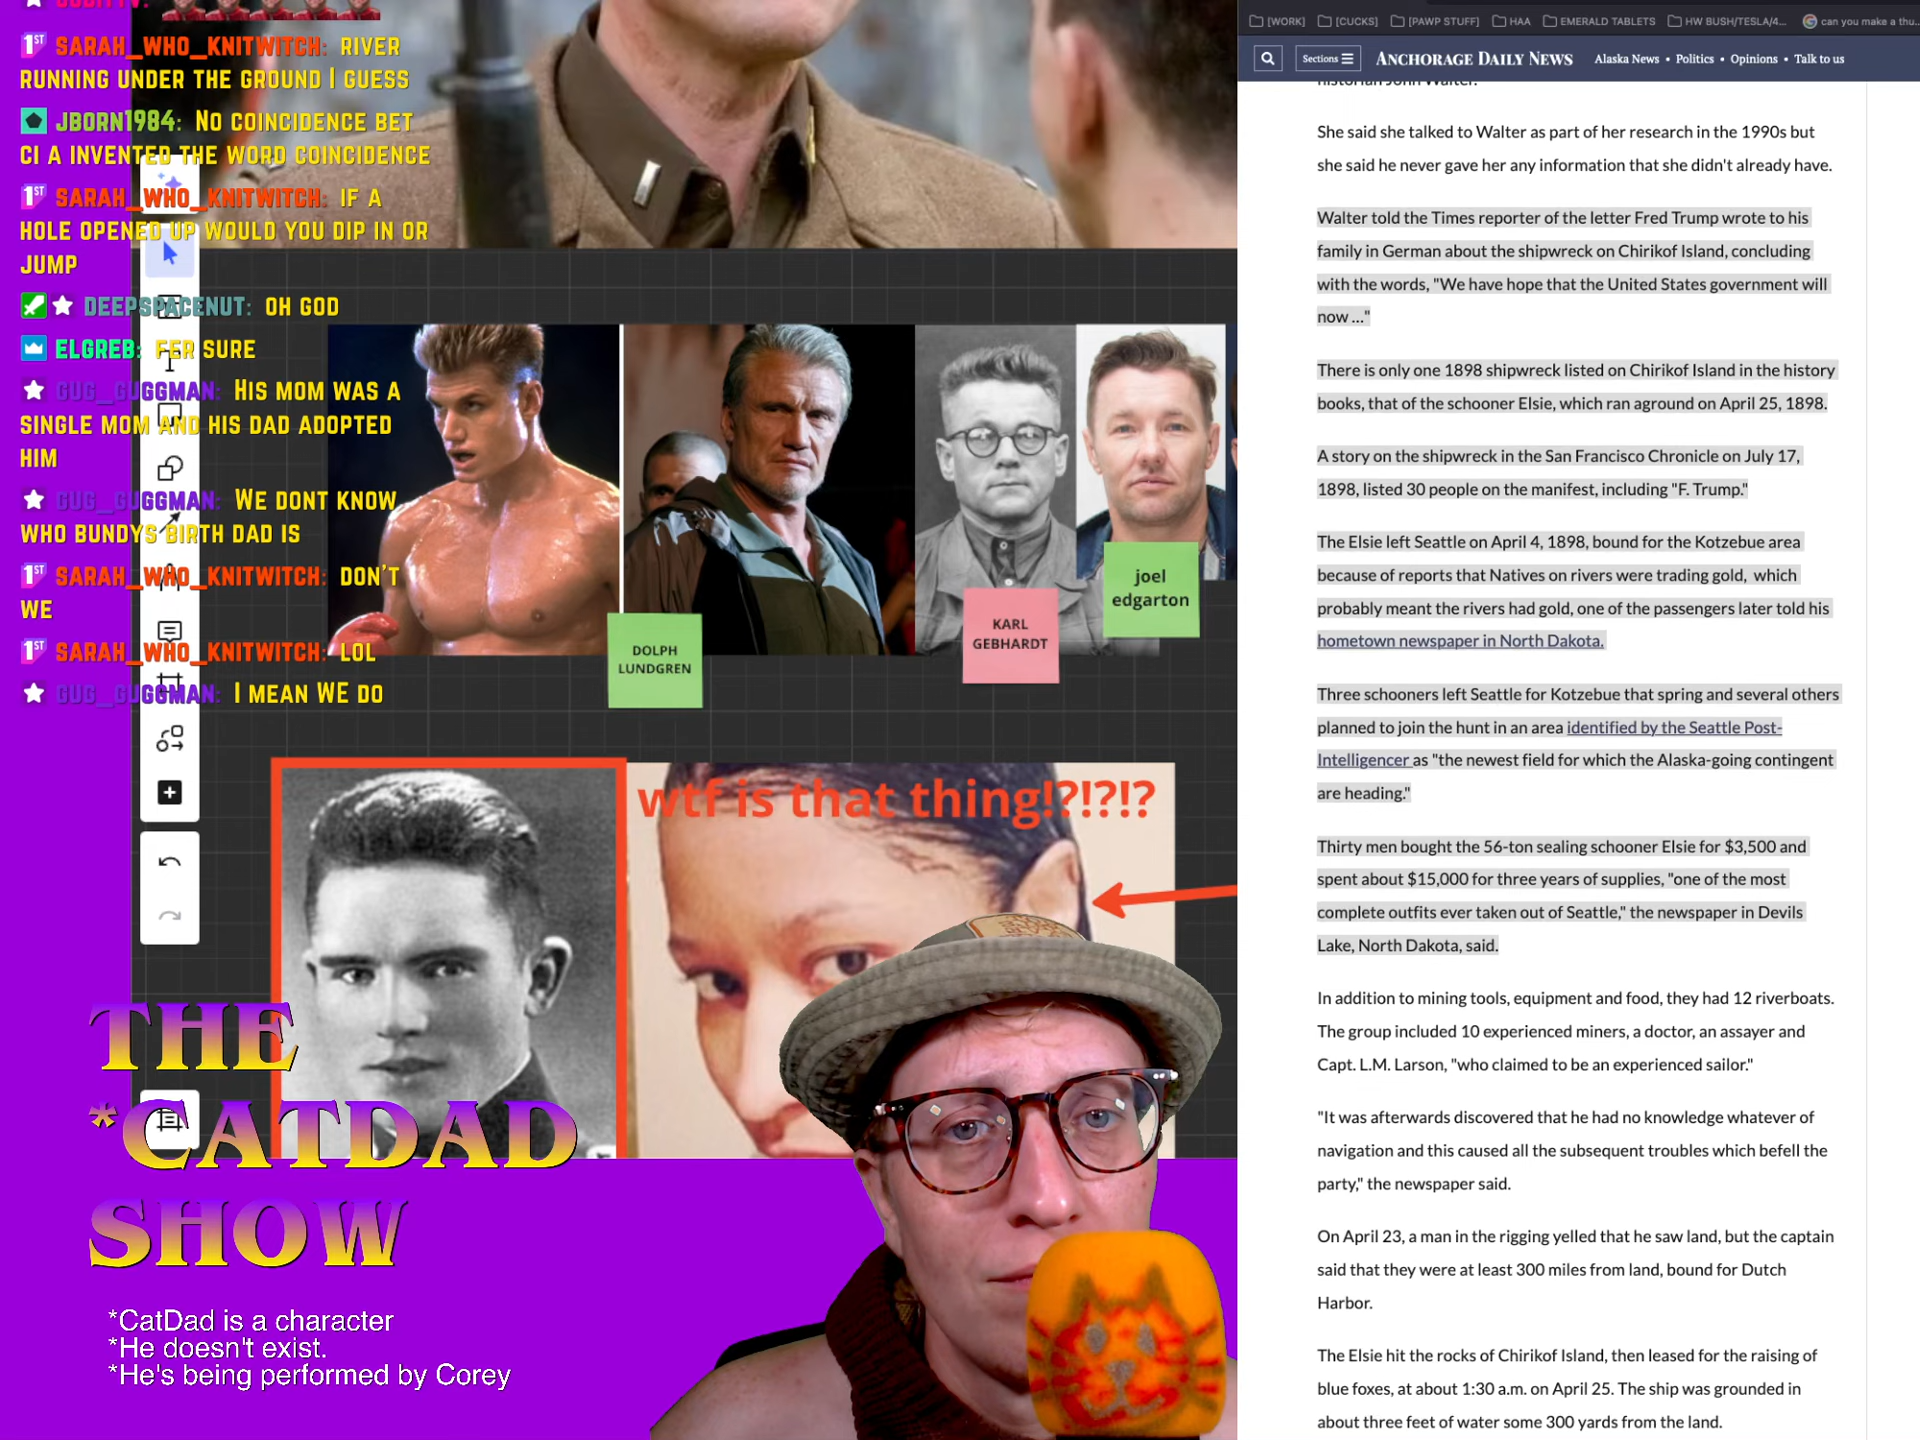 SARAH_WHO_KNITWITCH: RIVER
RUNNING UNDER THE GROUND I GUESS
JBORN1984: NO COINCIDENCE BET
CI A INVENTED THE WORD COINCIDENCE
SARAH_WHO_KNITWITCH: IF A
HOLE OPENED UP WOULD YOU DIP IN OR
JUMP
DEEPSPACENUT: OH GOD
ELGREB: FER SURE
GUG_GUGGMAN: HIS MOM WAS A
SINGLE MOM AND HIS DAD ADOPTED
HIM
GUG_GUGGMAN: WE DONT KNOW
WHO BUNDYS BIRTH DAD IS
SARAH_WHO_KNITWITCH: DON'T
WE
SARAH_WHO_KNITWITCH: LOL
GUG_GUGGMAN: I MEAN WE DO
DOLPH
LUNDGREN
KARL
GEBHARDT
joel
edgarton
wtf is that thing!?!?!?
THE
*CATDAD
SHOW
*CatDad is a character
*He doesn't exist.
*He's being performed by Corey
[WORK] [CUCKS] [PAWP STUFF] HAA EMERALD TABLETS HW BUSH/TESLA/4... can you make a thu...
Sections ANCHORAGE DAILY NEWS Alaska News • Politics • Opinions • Talk to us
historian John Walter.
She said she talked to Walter as part of her research in the 1990s but
she said he never gave her any information that she didn't already have.
Walter told the Times reporter of the letter Fred Trump wrote to his
family in German about the shipwreck on Chirikof Island, concluding
with the words, "We have hope that the United States government will
now ..."
There is only one 1898 shipwreck listed on Chirikof Island in the history
books, that of the schooner Elsie, which ran aground on April 25, 1898.
A story on the shipwreck in the San Francisco Chronicle on July 17,
1898, listed 30 people on the manifest, including "F. Trump."
The Elsie left Seattle on April 4, 1898, bound for the Kotzebue area
because of reports that Natives on rivers were trading gold, which
probably meant the rivers had gold, one of the passengers later told his
hometown newspaper in North Dakota.
Three schooners left Seattle for Kotzebue that spring and several others
planned to join the hunt in an area identified by the Seattle Post-
Intelligencer as "the newest field for which the Alaska-going contingent
are heading."
Thirty men bought the 56-ton sealing schooner Elsie for $3,500 and
spent about $15,000 for three years of supplies, "one of the most
complete outfits ever taken out of Seattle," the newspaper in Devils
Lake, North Dakota, said.
In addition to mining tools, equipment and food, they had 12 riverboats.
The group included 10 experienced miners, a doctor, an assayer and
Capt. L.M. Larson, "who claimed to be an experienced sailor."
"It was afterwards discovered that he had no knowledge whatever of
navigation and this caused all the subsequent troubles which befell the
party," the newspaper said.
On April 23, a man in the rigging yelled that he saw land, but the captain
said that they were at least 300 miles from land, bound for Dutch
Harbor.
The Elsie hit the rocks of Chirikof Island, then leased for the raising of
blue foxes, at about 1:30 a.m. on April 25. The ship was grounded in
about three feet of water some 300 yards from the land.